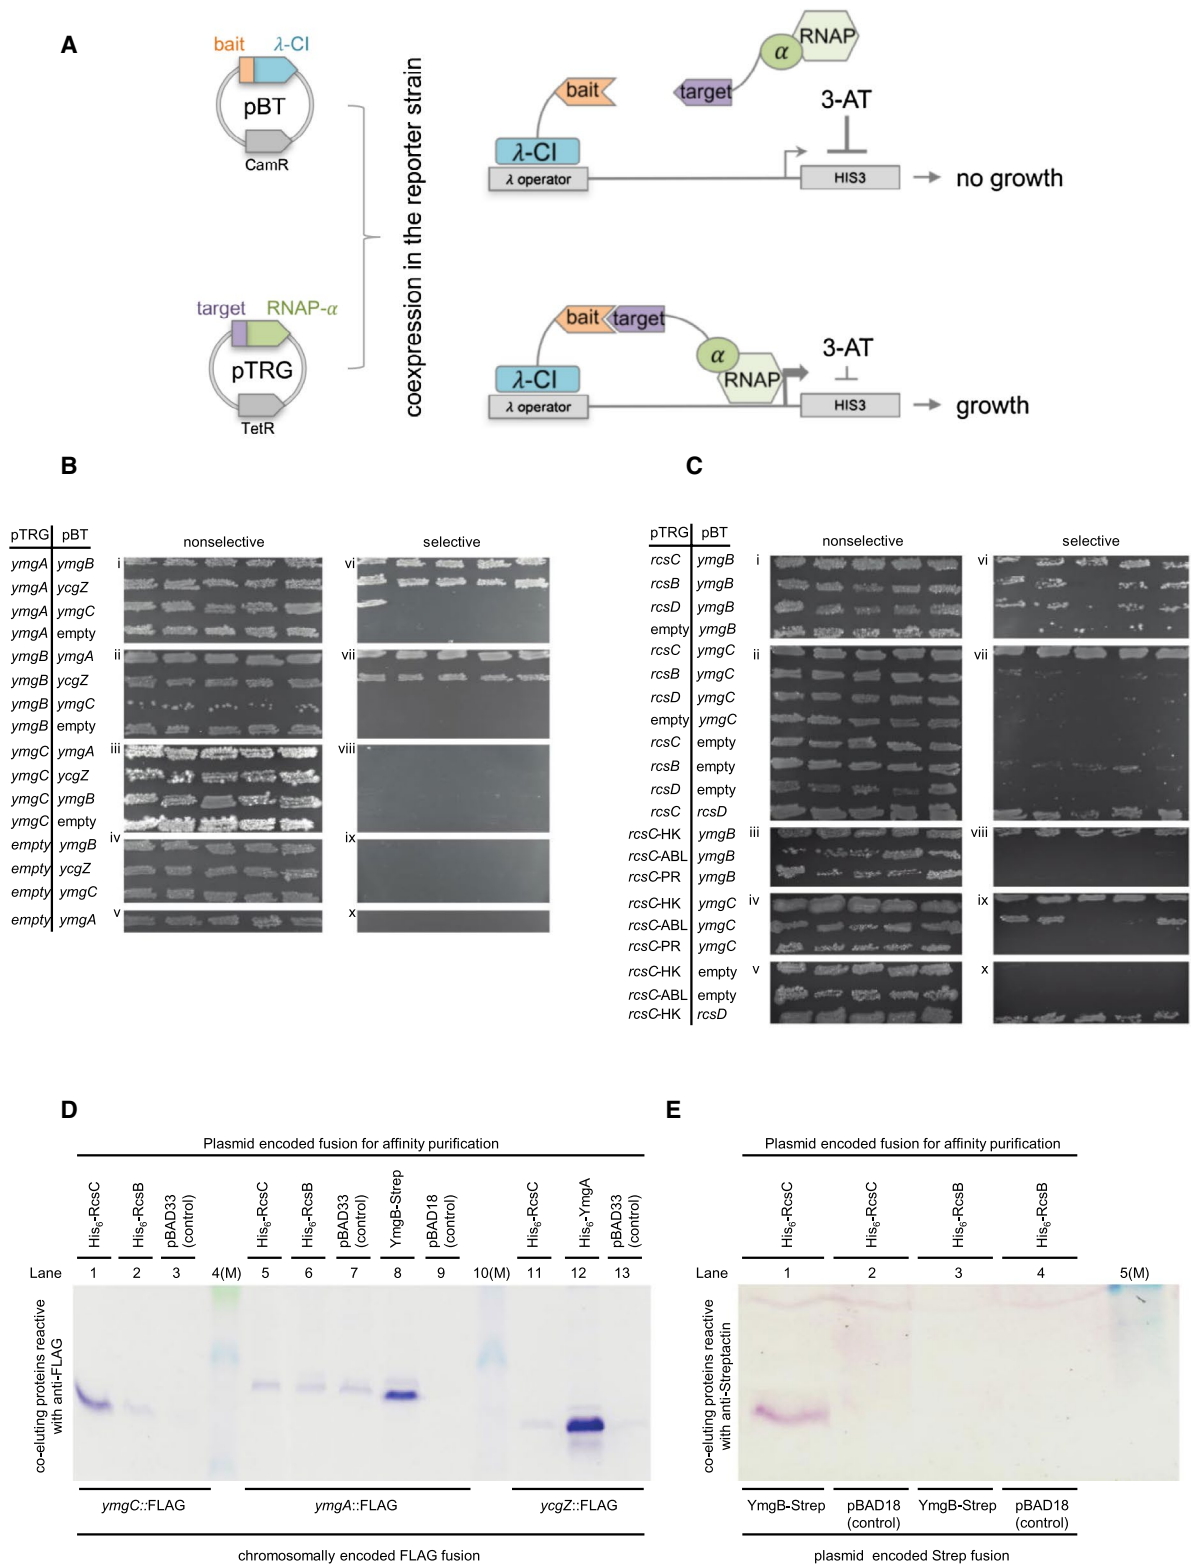 A
bait λ-CI
pBT
CamR
target RNAP-α
pTRG
TetR
coexpression in the reporter strain
bait
target
α
RNAP
3-AT
λ-CI
λ operator
HIS3
no growth
bait
target
α
RNAP
3-AT
λ-CI
λ operator
HIS3
growth
B
pTRG pBT
nonselective
selective
ymgA ymgB i vi
ymgA ycgZ
ymgA ymgC
ymgA empty
ymgB ymgA ii vii
ymgB ycgZ
ymgB ymgC
ymgB empty
ymgC ymgA iii viii
ymgC ycgZ
ymgC ymgB
ymgC empty
empty ymgB iv ix
empty ycgZ
empty ymgC
empty ymgA v x
C
pTRG pBT
nonselective
selective
rcsC ymgB i vi
rcsB ymgB
rcsD ymgB
empty ymgB
rcsC ymgC ii vii
rcsB ymgC
rcsD ymgC
empty ymgC
rcsC empty
rcsB empty
rcsD empty
rcsC rcsD
rcsC-HK ymgB iii viii
rcsC-ABL ymgB
rcsC-PR ymgB
rcsC-HK ymgC iv ix
rcsC-ABL ymgC
rcsC-PR ymgC
rcsC-HK empty v x
rcsC-ABL empty
rcsC-HK rcsD
D
Plasmid encoded fusion for affinity purification
His6-RcsC
His6-RcsB
pBAD33
(control)
His6-RcsC
His6-RcsB
pBAD33
(control)
YmgB-Strep
pBAD18
(control)
His6-RcsC
His6-YmgA
pBAD33
(control)
Lane 1 2 3 4(M) 5 6 7 8 9 10(M) 11 12 13
co-eluting proteins reactive
with anti-FLAG
ymgC::FLAG
ymgA::FLAG
ycgZ::FLAG
chromosomally encoded FLAG fusion
E
Plasmid encoded fusion for affinity purification
His6-RcsC
His6-RcsC
His6-RcsB
His6-RcsB
Lane 1 2 3 4 5(M)
co-eluting proteins reactive
with anti-Streptactin
YmgB-Strep
pBAD18
(control)
YmgB-Strep
pBAD18
(control)
plasmid encoded Strep fusion